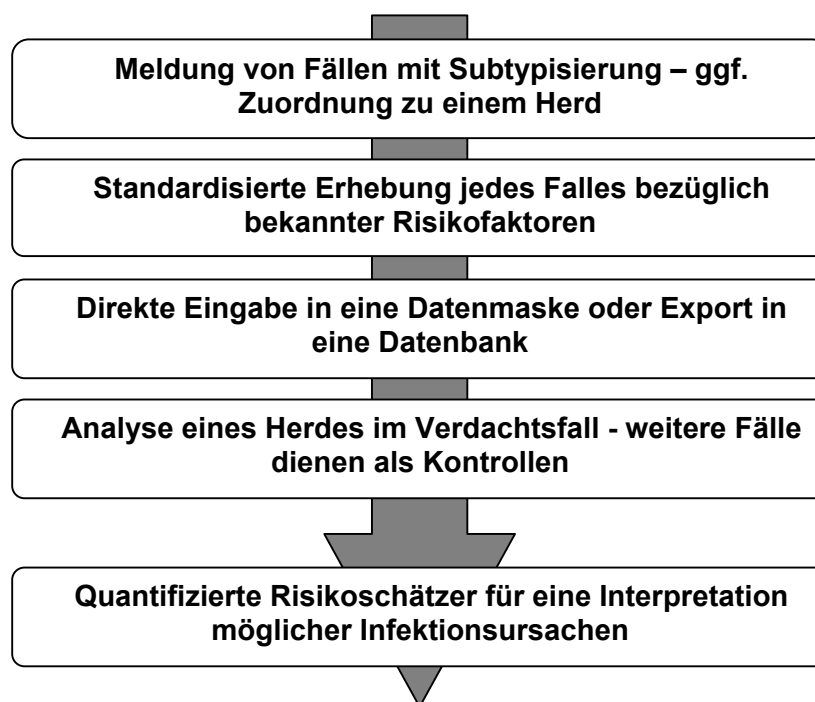 Meldung von Fällen mit Subtypisierung – ggf.
Zuordnung zu einem Herd
Standardisierte Erhebung jedes Falles bezüglich
bekannter Risikofaktoren
Direkte Eingabe in eine Datenmaske oder Export in
eine Datenbank
Analyse eines Herdes im Verdachtsfall - weitere Fälle
dienen als Kontrollen
Quantifizierte Risikoschätzer für eine Interpretation
möglicher Infektionsursachen